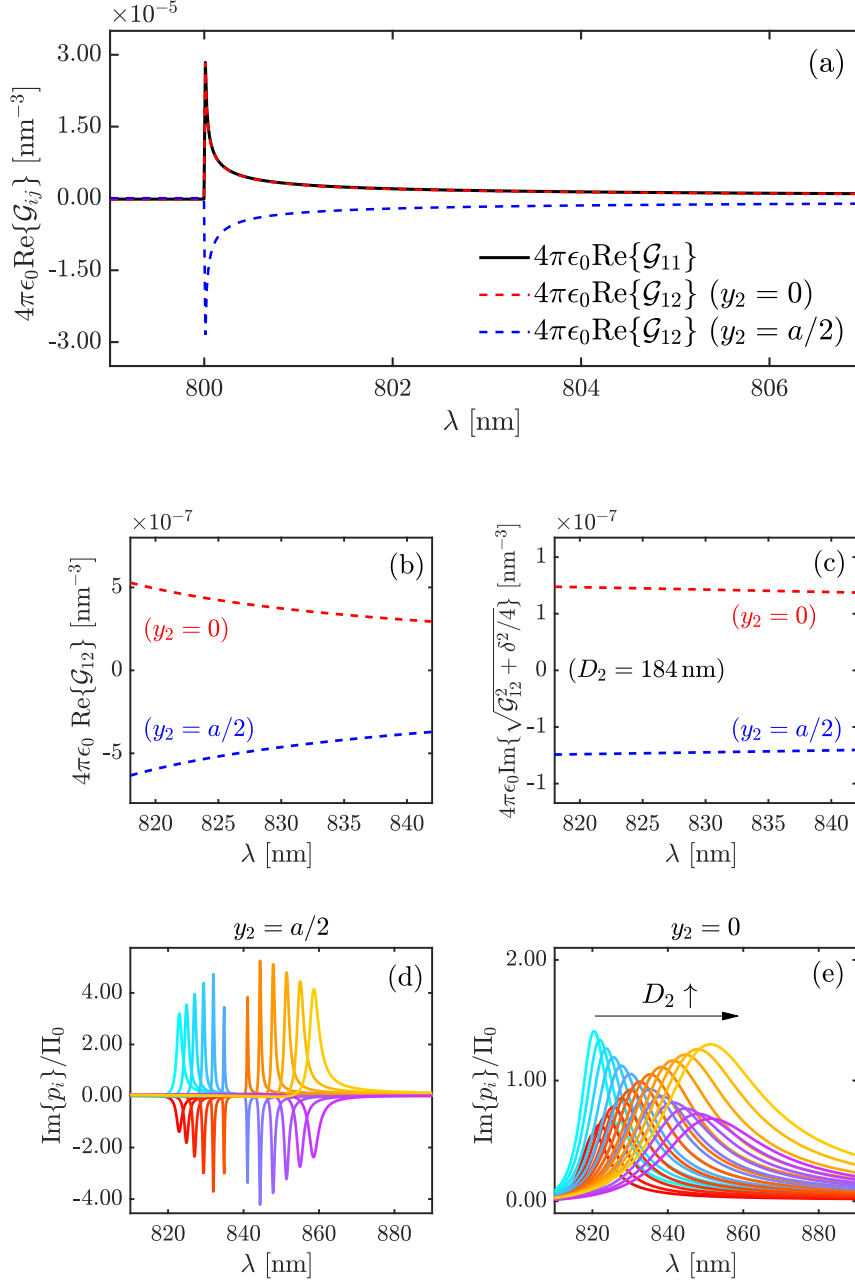 ×10⁻⁵
(a)
4πϵ₀Re{𝒢ᵢⱼ} [nm⁻³]
3.00
1.50
0.00
-1.50
-3.00
4πϵ₀Re{𝒢₁₁}
4πϵ₀Re{𝒢₁₂} (y₂ = 0)
4πϵ₀Re{𝒢₁₂} (y₂ = a/2)
800 802 804 806
λ [nm]
×10⁻⁷
(b)
4πϵ₀ Re{𝒢₁₂} [nm⁻³]
5
0
-5
(y₂ = 0)
(y₂ = a/2)
820 825 830 835 840
λ [nm]
×10⁻⁷
(c)
4πϵ₀Im{√(𝒢²₁₂ + δ²/4)} [nm⁻³]
1
1
0
-1
-1
(y₂ = 0)
(D₂ = 184 nm)
(y₂ = a/2)
820 825 830 835 840
λ [nm]
y₂ = a/2
(d)
Im{pᵢ}/Π₀
4.00
2.00
0.00
-2.00
-4.00
820 840 860 880
λ [nm]
y₂ = 0
(e)
Im{pᵢ}/Π₀
2.00
1.00
0.00
D₂ ↑
820 840 860 880
λ [nm]